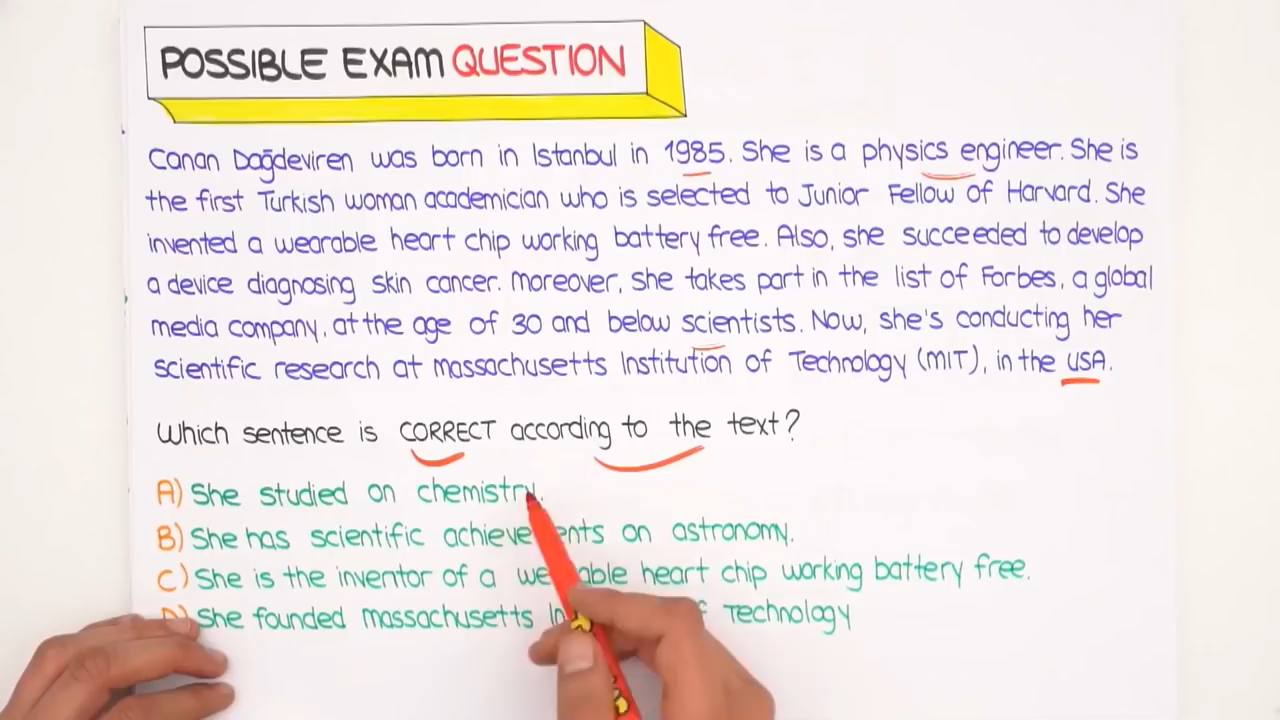 POSSIBLE EXAM QUESTION
Canan Dağdeviren was born in Istanbul in 1985. She is a physics engineer. She is
the first Turkish woman academician who is selected to Junior Fellow of Harvard. She
invented a wearable heart chip working battery free. Also, she succeeded to develop
a device diagnosing skin cancer. Moreover, she takes part in the list of Forbes, a global
media company, at the age of 30 and below scientists. Now, she's conducting her
scientific research at Massachusetts Institution of Technology (MIT), in the USA.
Which sentence is CORRECT according to the text?
A) She studied on chemistry.
B) She has scientific achievements on astronomy.
C) She is the inventor of a wearable heart chip working battery free.
D) She founded Massachusetts Technology